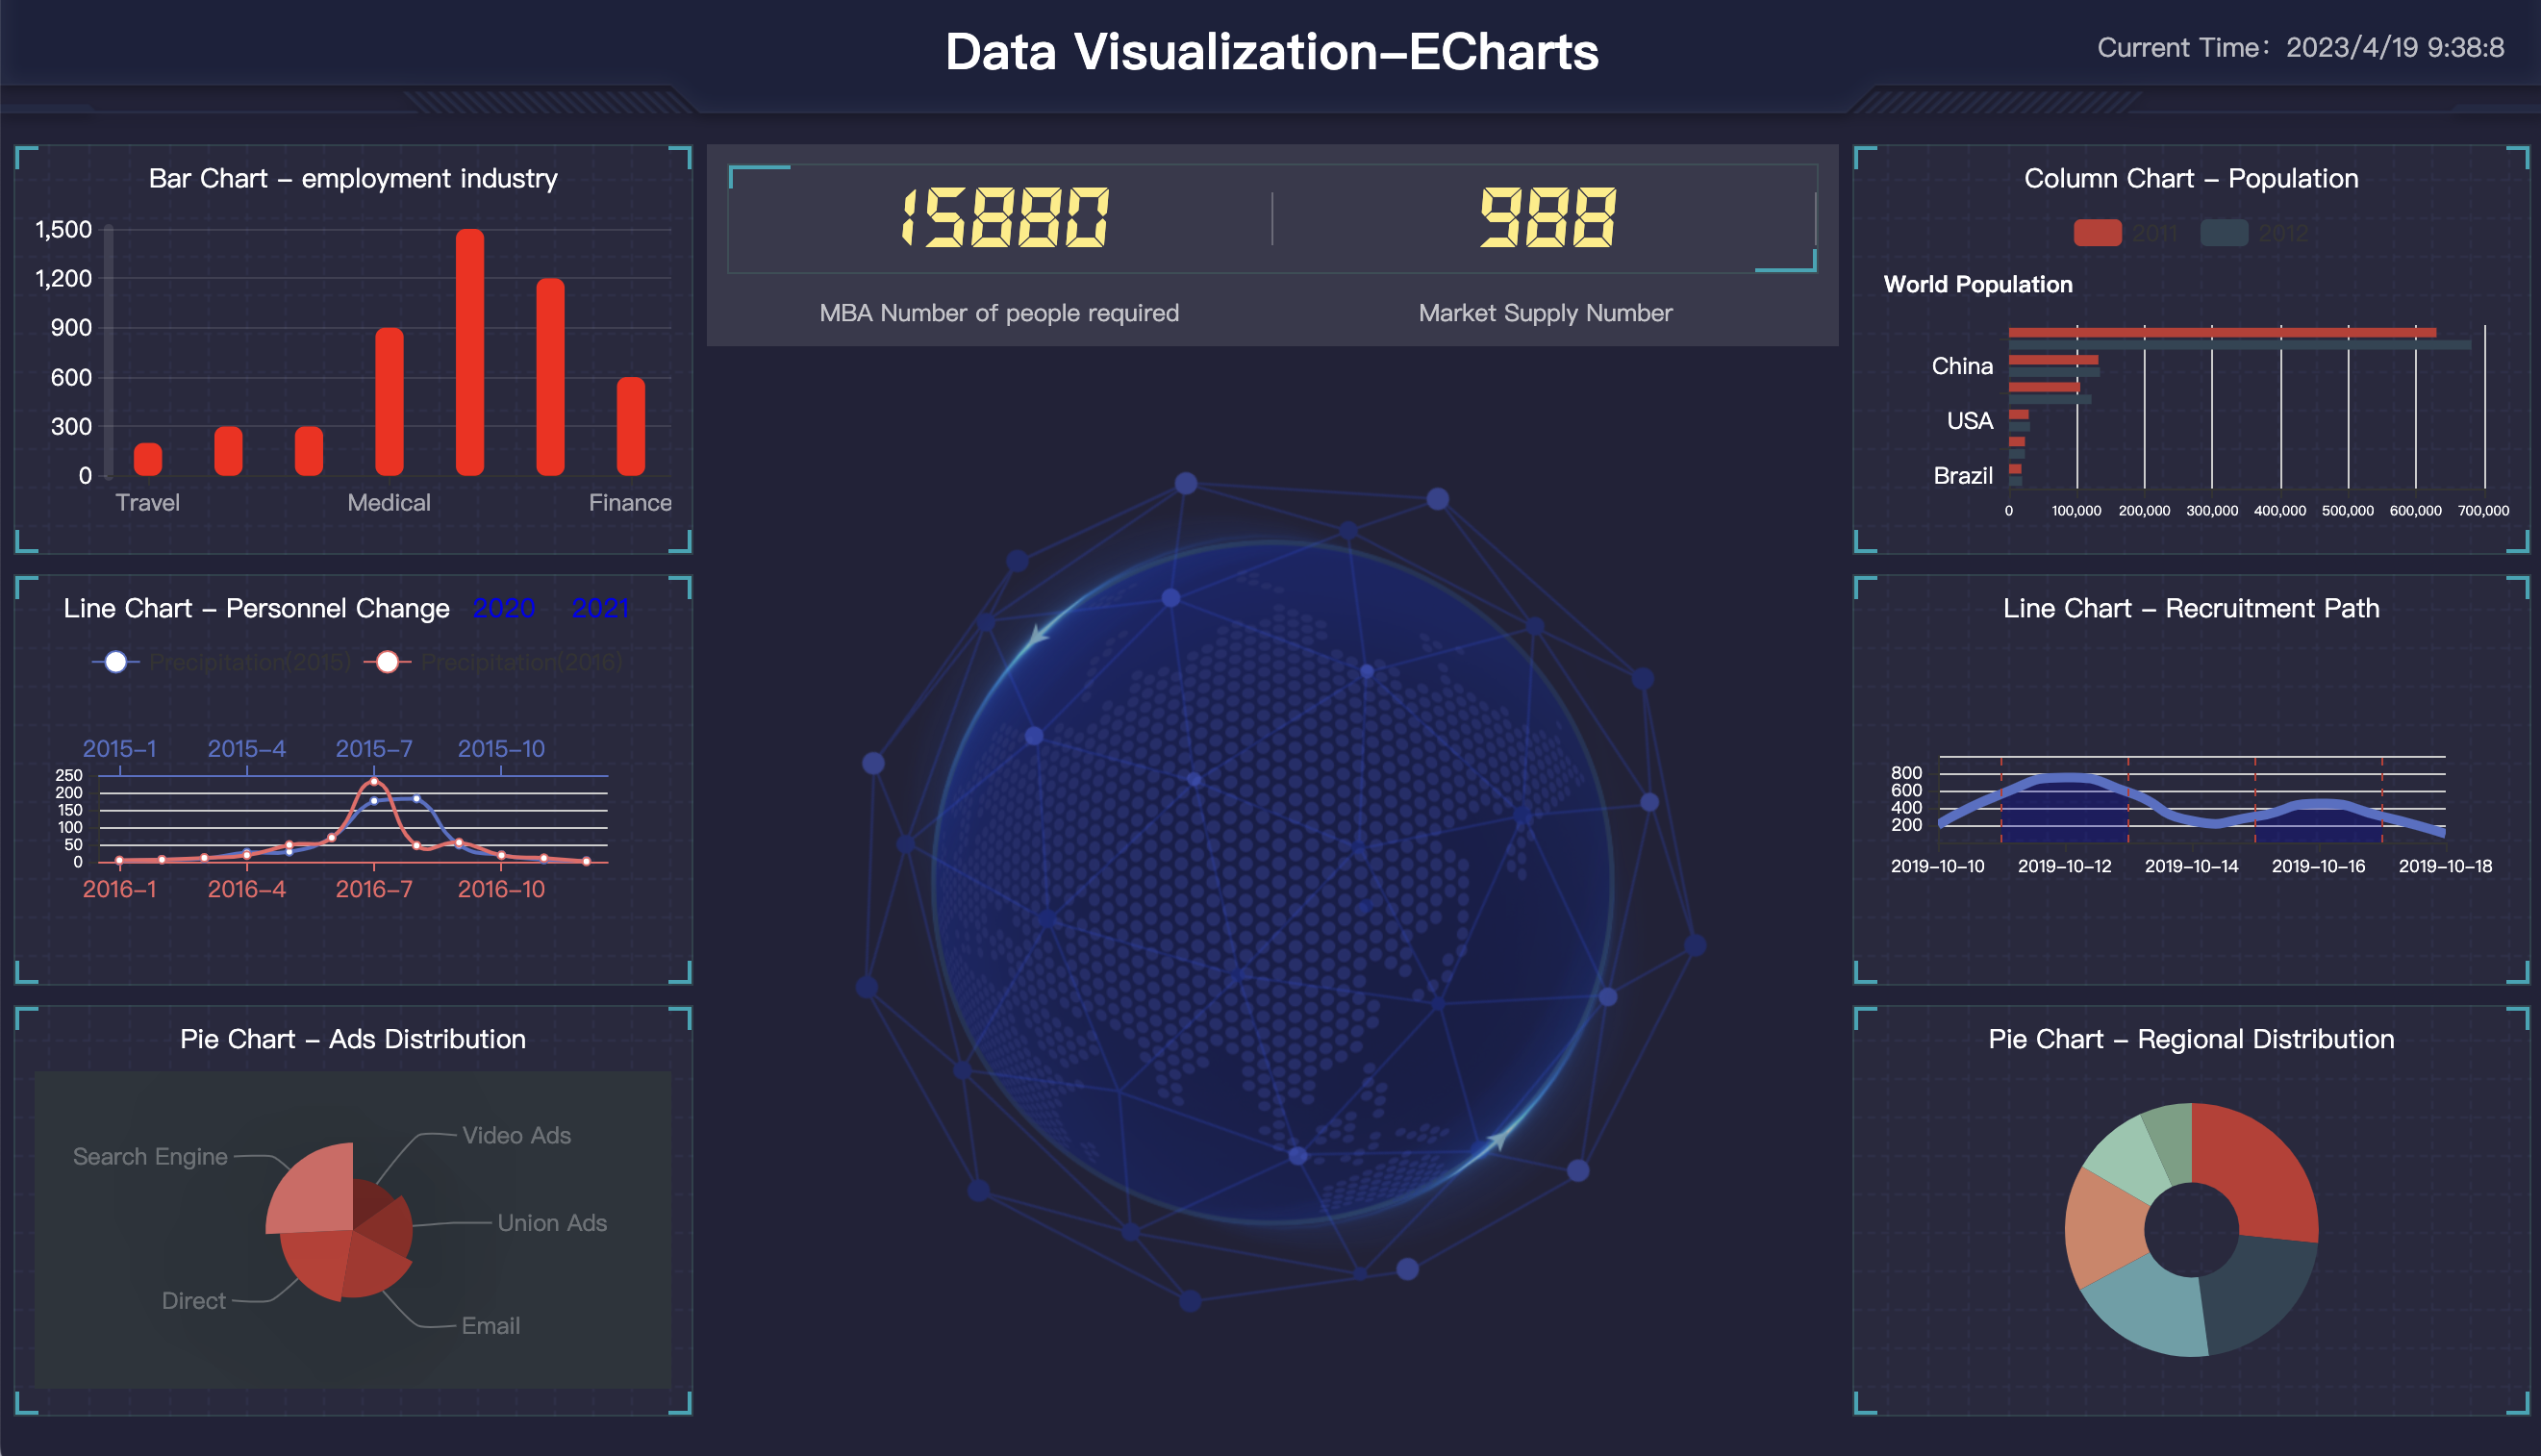 Data Visualization–ECharts
Current Time： 2023/4/19 9:38:8
Bar Chart – employment industry
1,500
1,200
900
600
300
0
Travel Medical Finance
Line Chart – Personnel Change 2020 2021
Precipitation(2015) Precipitation(2016)
2015–1 2015–4 2015–7 2015–10
250
200
150
100
50
0
2016–1 2016–4 2016–7 2016–10
Pie Chart – Ads Distribution
Video Ads
Search Engine
Union Ads
Direct
Email
15880 988
MBA Number of people required Market Supply Number
Column Chart – Population
2011 2012
World Population
China
USA
Brazil
0 100,000 200,000 300,000 400,000 500,000 600,000 700,000
Line Chart – Recruitment Path
800
600
400
200
2019–10–10 2019–10–12 2019–10–14 2019–10–16 2019–10–18
Pie Chart – Regional Distribution